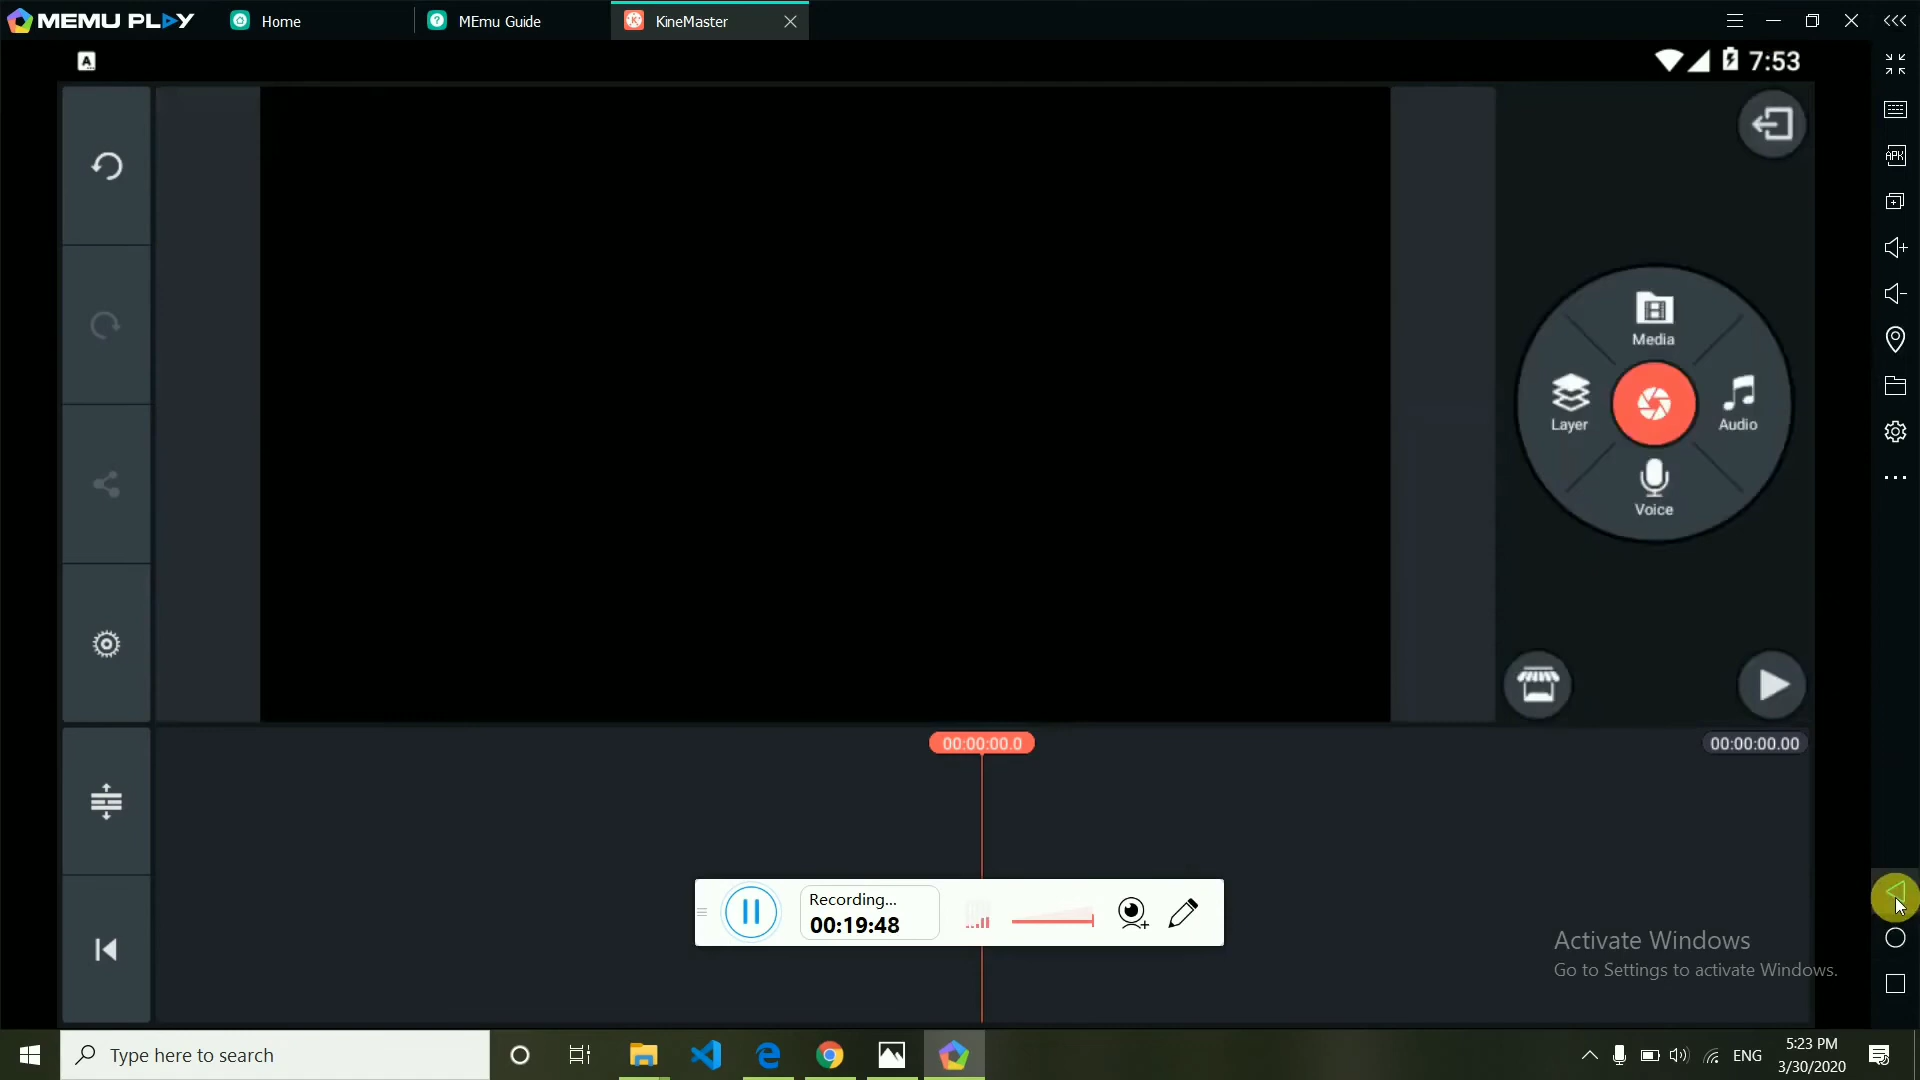 MEMU PLAY
Home
MEmu Guide
KineMaster
A
7:53
APK
Media
Layer
Audio
Voice
00:00:00.0
00:00:00.00
Recording...
00:19:48
Activate Windows
Go to Settings to activate Windows.
Type here to search
ENG
5:23 PM
3/30/2020